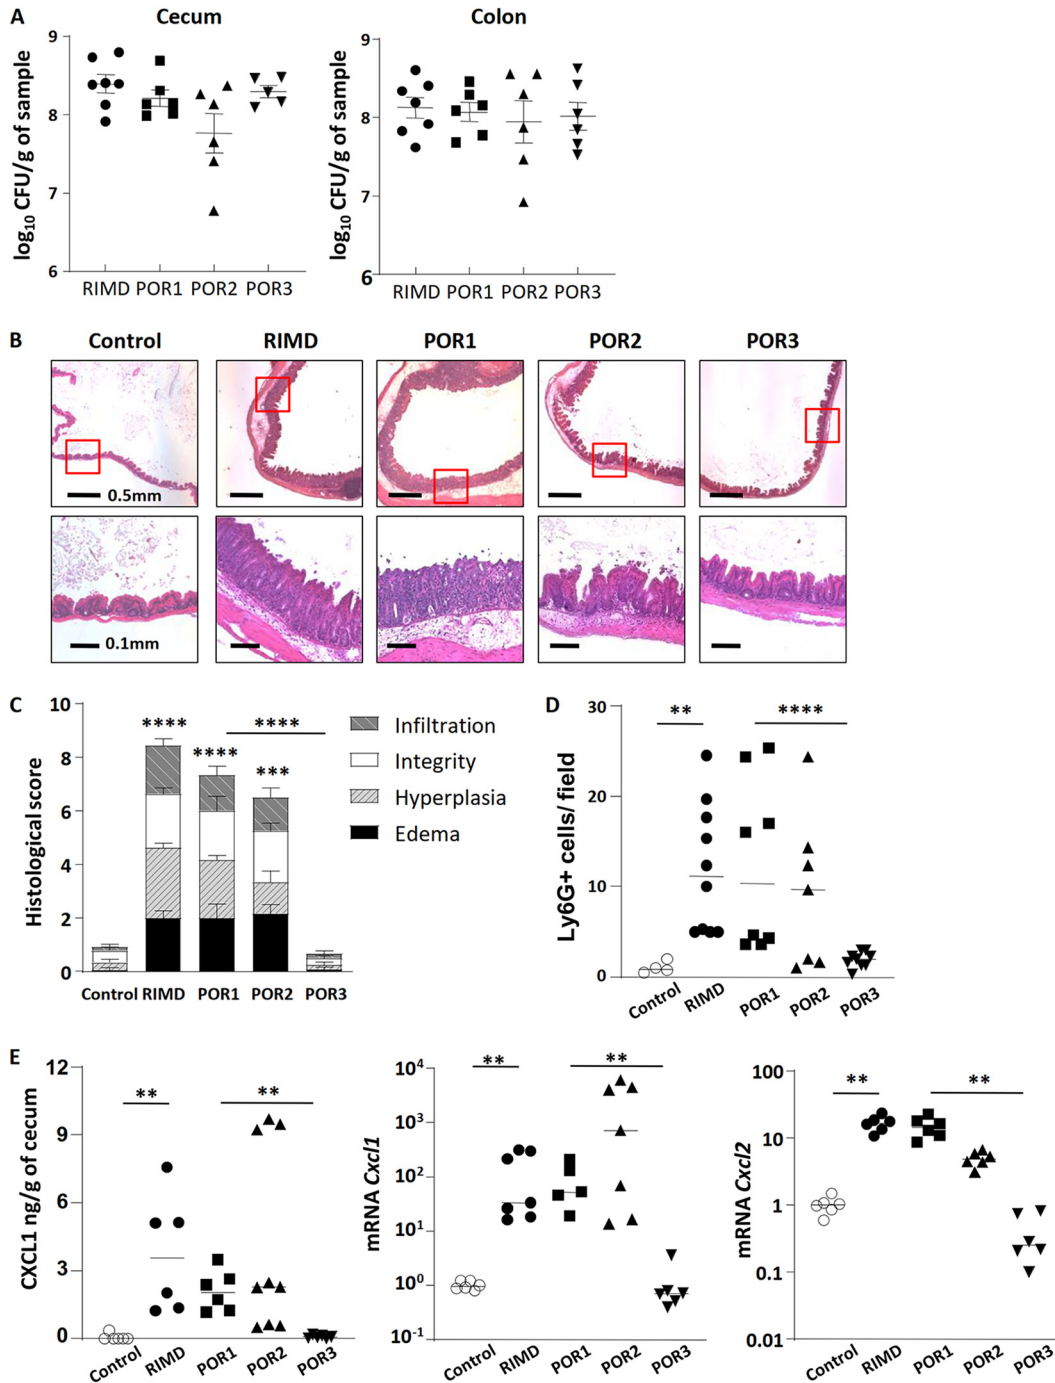 A
Cecum
Colon
log10 CFU/g of sample
9
8
7
6
RIMD POR1 POR2 POR3
log10 CFU/g of sample
9
8
7
6
RIMD POR1 POR2 POR3
B
Control RIMD POR1 POR2 POR3
0.5mm
0.1mm
C
Histological score
10
8
6
4
2
0
****
****
***
****
Infiltration
Integrity
Hyperplasia
Edema
Control RIMD POR1 POR2 POR3
D
Ly6G+ cells/ field
30
20
10
0
**
****
Control RIMD POR1 POR2 POR3
E
CXCL1 ng/g of cecum
12
9
6
3
0
**
**
Control RIMD POR1 POR2 POR3
mRNA Cxcl1
10^4
10^3
10^2
10^1
10^0
10^-1
**
**
Control RIMD POR1 POR2 POR3
mRNA Cxcl2
100
10
1
0.1
0.01
**
**
Control RIMD POR1 POR2 POR3